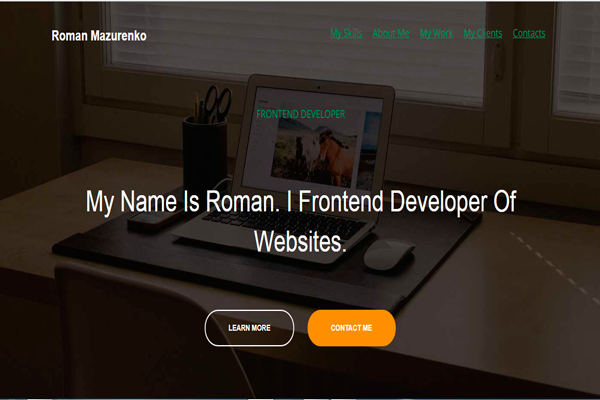 Roman Mazurenko
My Skills About Me My Work My Clients Contacts
FRONTEND DEVELOPER
My Name Is Roman. I Frontend Developer Of
Websites.
LEARN MORE CONTACT ME